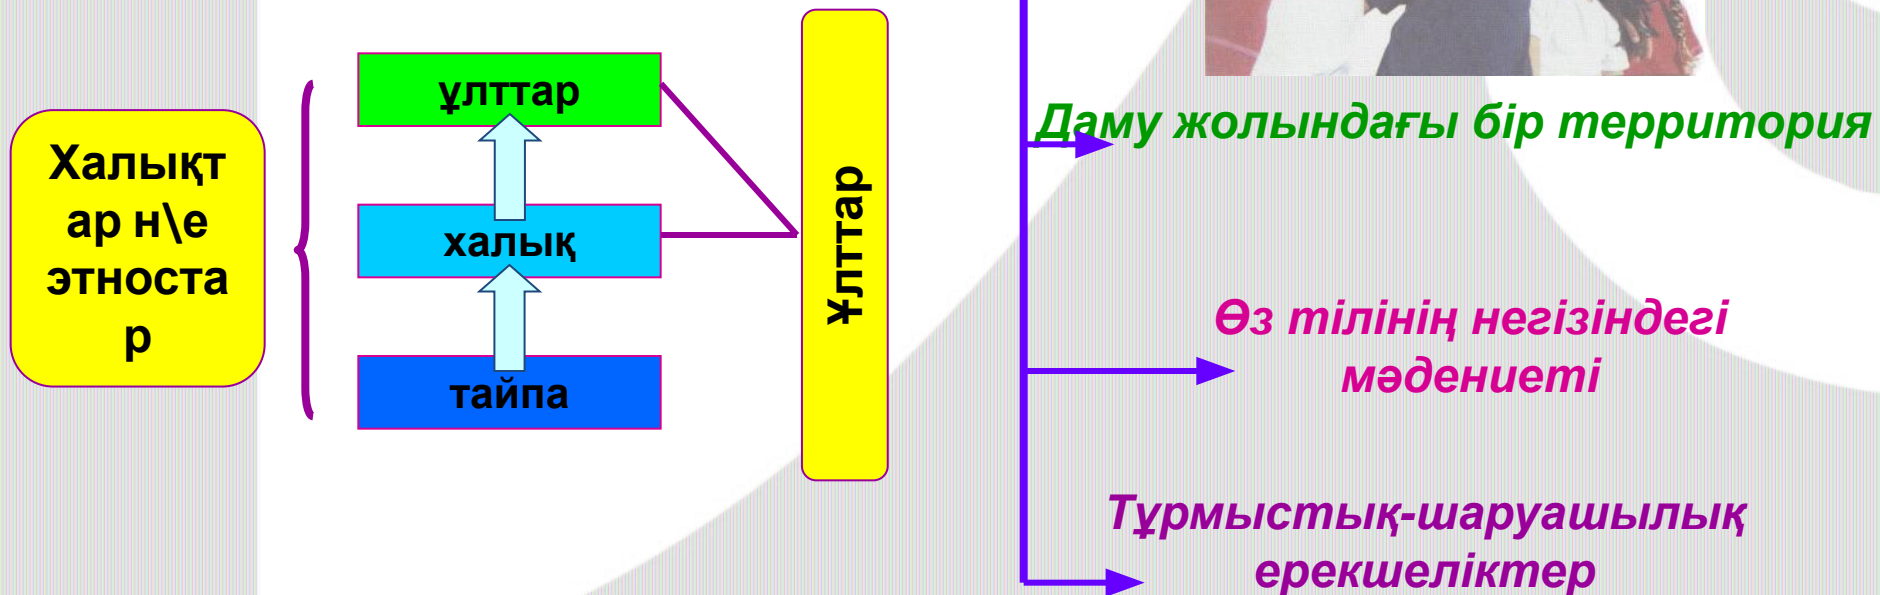 Халықт
ар н\е
этноста
р
ұлттар
халық
тайпа
Ұлттар
Даму жолындағы бір территория
Өз тілінің негізіндегі
мәдениеті
Тұрмыстық-шаруашылық
ерекшеліктер